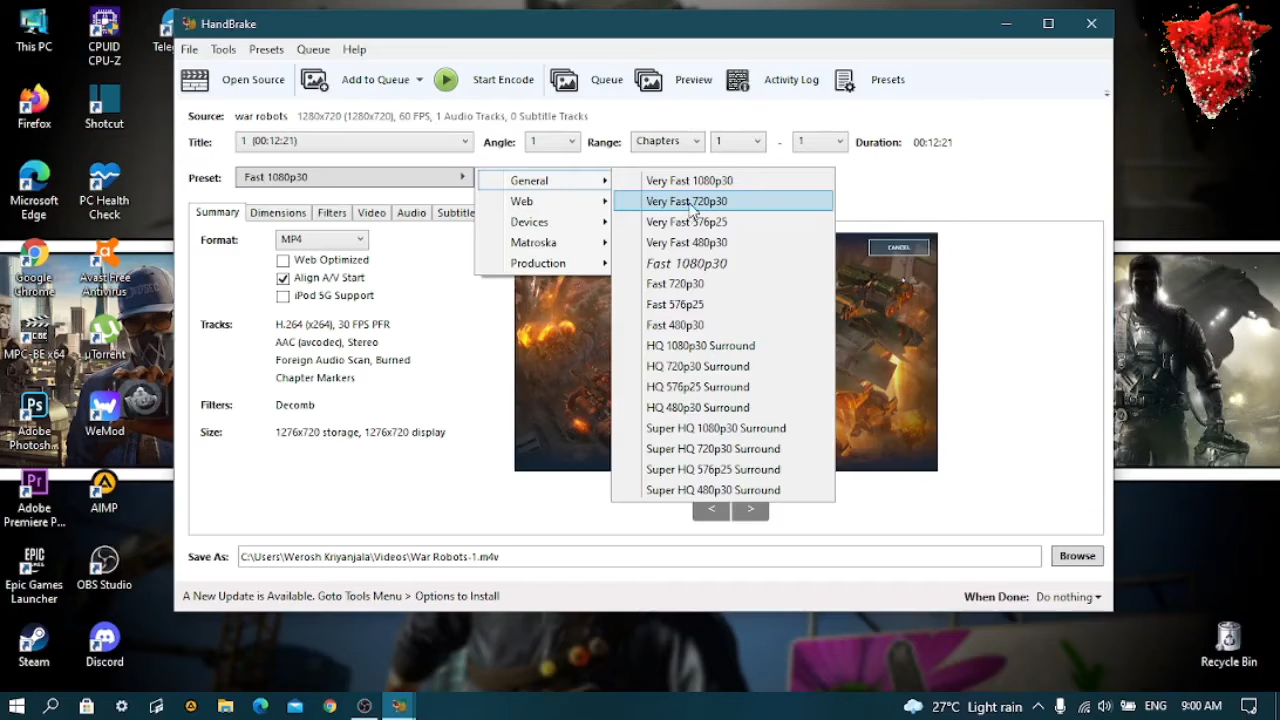 This PC
CPUID
CPU-Z
Firefox
Shotcut
Microsoft
Edge
PC Health
Check
Google
Chrome
Avast Free
Antivirus
MPC-BE x64
µTorrent
Adobe
Photosh...
WeMod
Adobe
Premiere P...
AIMP
Epic Games
Launcher
OBS Studio
Steam
Discord
HandBrake
File Tools Presets Queue Help
Open Source Add to Queue Start Encode Queue Preview Activity Log Presets
Source: war robots 1280x720 (1280x720), 60 FPS, 1 Audio Tracks, 0 Subtitle Tracks
Title: 1 (00:12:21) Angle: 1 Range: Chapters 1 - 1 Duration: 00:12:21
Preset: Fast 1080p30
General
Web
Devices
Matroska
Production
Very Fast 1080p30
Very Fast 720p30
Very Fast 576p25
Very Fast 480p30
Fast 1080p30
Fast 720p30
Fast 576p25
Fast 480p30
HQ 1080p30 Surround
HQ 720p30 Surround
HQ 576p25 Surround
HQ 480p30 Surround
Super HQ 1080p30 Surround
Super HQ 720p30 Surround
Super HQ 576p25 Surround
Super HQ 480p30 Surround
Summary Dimensions Filters Video Audio Subtitle
Format: MP4
Web Optimized
Align A/V Start
iPod 5G Support
Tracks: H.264 (x264), 30 FPS PFR
AAC (avcodec), Stereo
Foreign Audio Scan, Burned
Chapter Markers
Filters: Decomb
Size: 1276x720 storage, 1276x720 display
CANCEL
< >
Save As: C:\Users\Werosh Kriyanjala\Videos\War Robots-1.m4v Browse
A New Update is Available. Goto Tools Menu > Options to Install When Done: Do nothing
Recycle Bin
27°C Light rain ENG 9:00 AM